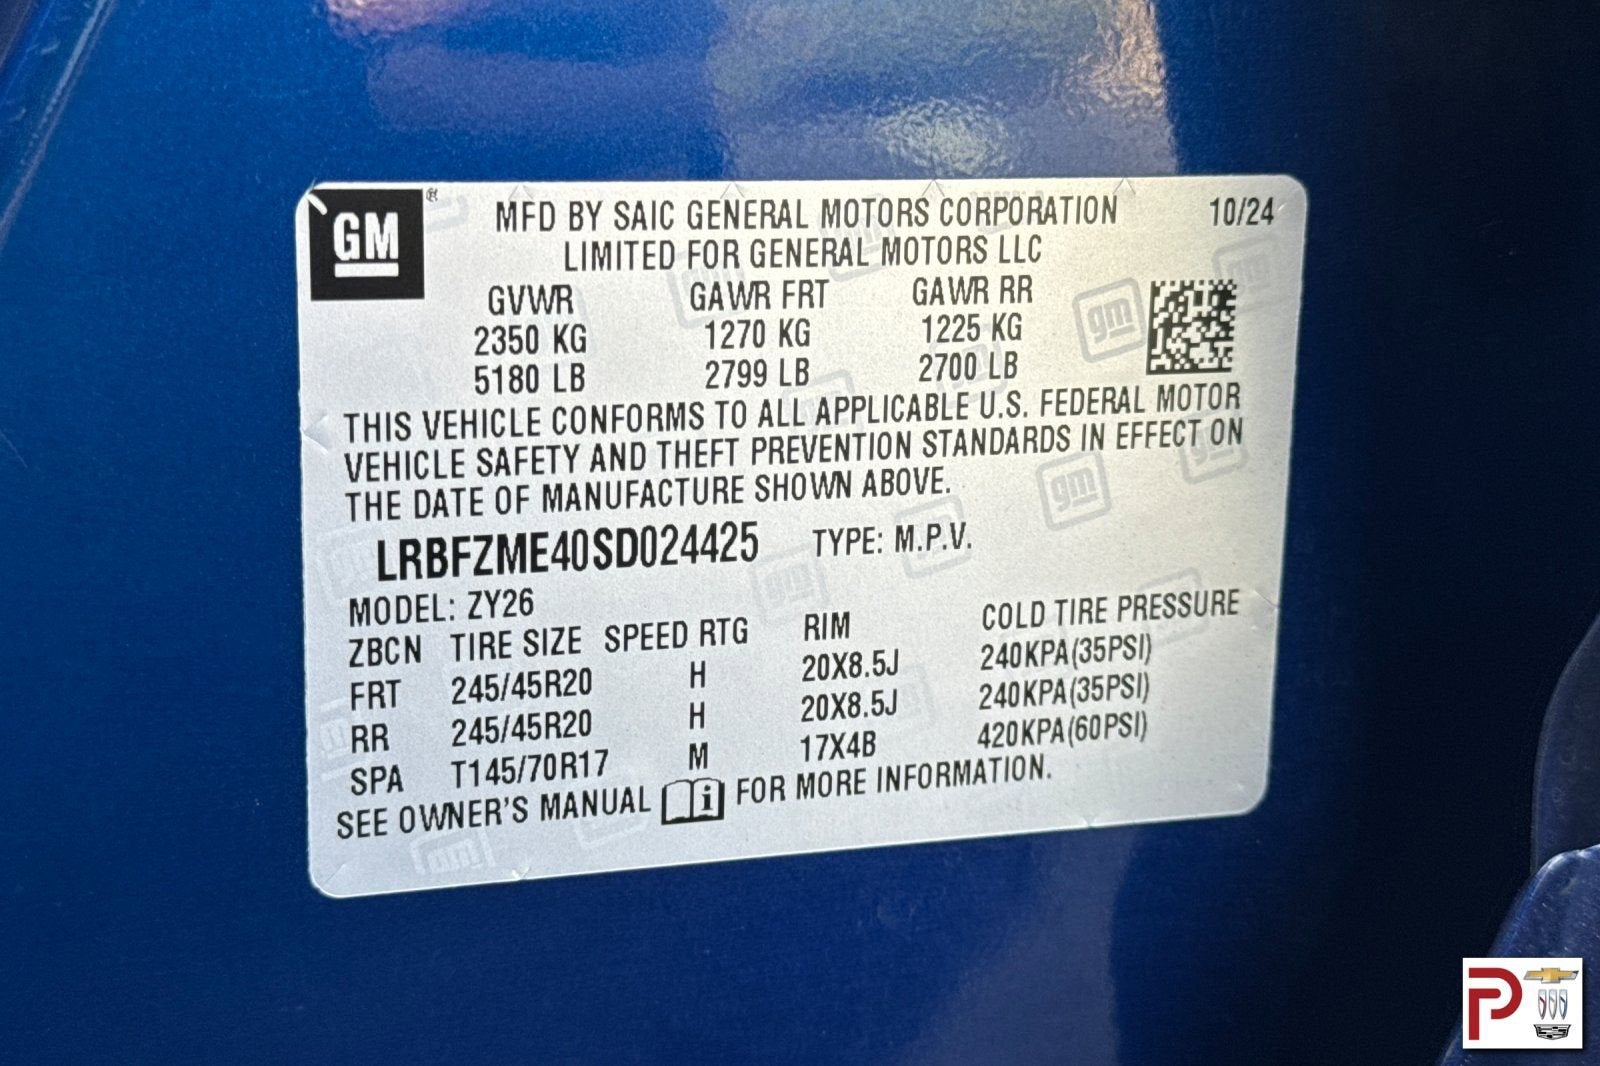 GM ®
MFD BY SAIC GENERAL MOTORS CORPORATION 10/24
LIMITED FOR GENERAL MOTORS LLC
GVWR GAWR FRT GAWR RR
2350 KG 1270 KG 1225 KG
5180 LB 2799 LB 2700 LB
THIS VEHICLE CONFORMS TO ALL APPLICABLE U.S. FEDERAL MOTOR
VEHICLE SAFETY AND THEFT PREVENTION STANDARDS IN EFFECT ON
THE DATE OF MANUFACTURE SHOWN ABOVE.
LRBFZME40SD024425 TYPE: M.P.V.
MODEL: ZY26
ZBCN TIRE SIZE SPEED RTG RIM COLD TIRE PRESSURE
FRT 245/45R20 H 20X8.5J 240KPA(35PSI)
RR 245/45R20 H 20X8.5J 240KPA(35PSI)
SPA T145/70R17 M 17X4B 420KPA(60PSI)
SEE OWNER'S MANUAL i FOR MORE INFORMATION.
gm
gm
gm
gm
P